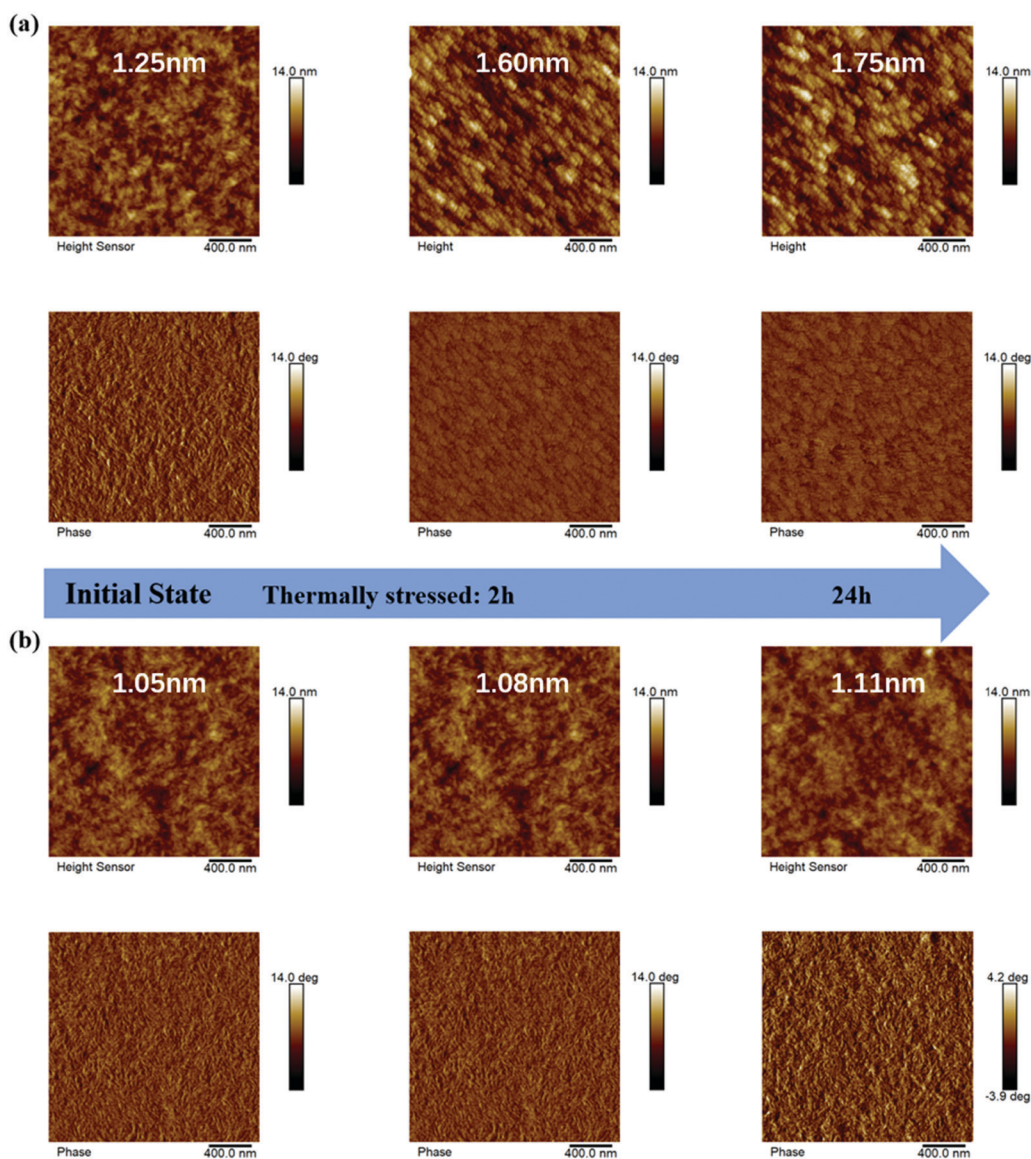 (a)
1.25nm
14.0 nm
Height Sensor
400.0 nm
1.60nm
14.0 nm
Height
400.0 nm
1.75nm
14.0 nm
Height
400.0 nm
14.0 deg
Phase
400.0 nm
14.0 deg
Phase
400.0 nm
14.0 deg
Phase
400.0 nm
Initial State Thermally stressed: 2h 24h
(b)
1.05nm
14.0 nm
Height Sensor
400.0 nm
1.08nm
14.0 nm
Height Sensor
400.0 nm
1.11nm
14.0 nm
Height Sensor
400.0 nm
14.0 deg
Phase
400.0 nm
14.0 deg
Phase
400.0 nm
4.2 deg
-3.9 deg
Phase
400.0 nm